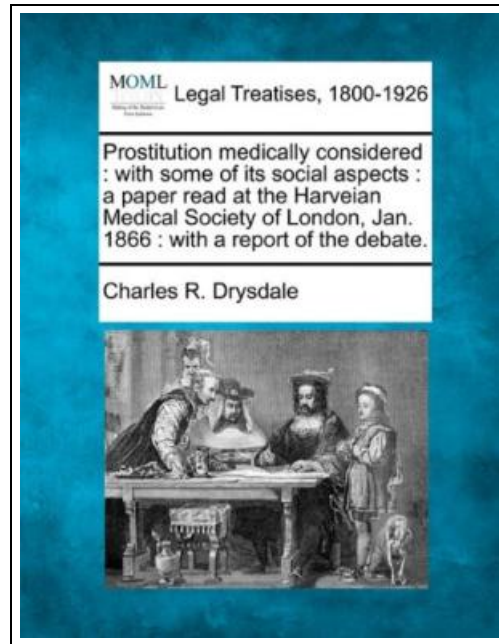 MOML
Legal Treatises, 1800-1926
Prostitution medically considered
: with some of its social aspects :
a paper read at the Harveian
Medical Society of London, Jan.
1866 : with a report of the debate.
Charles R. Drysdale